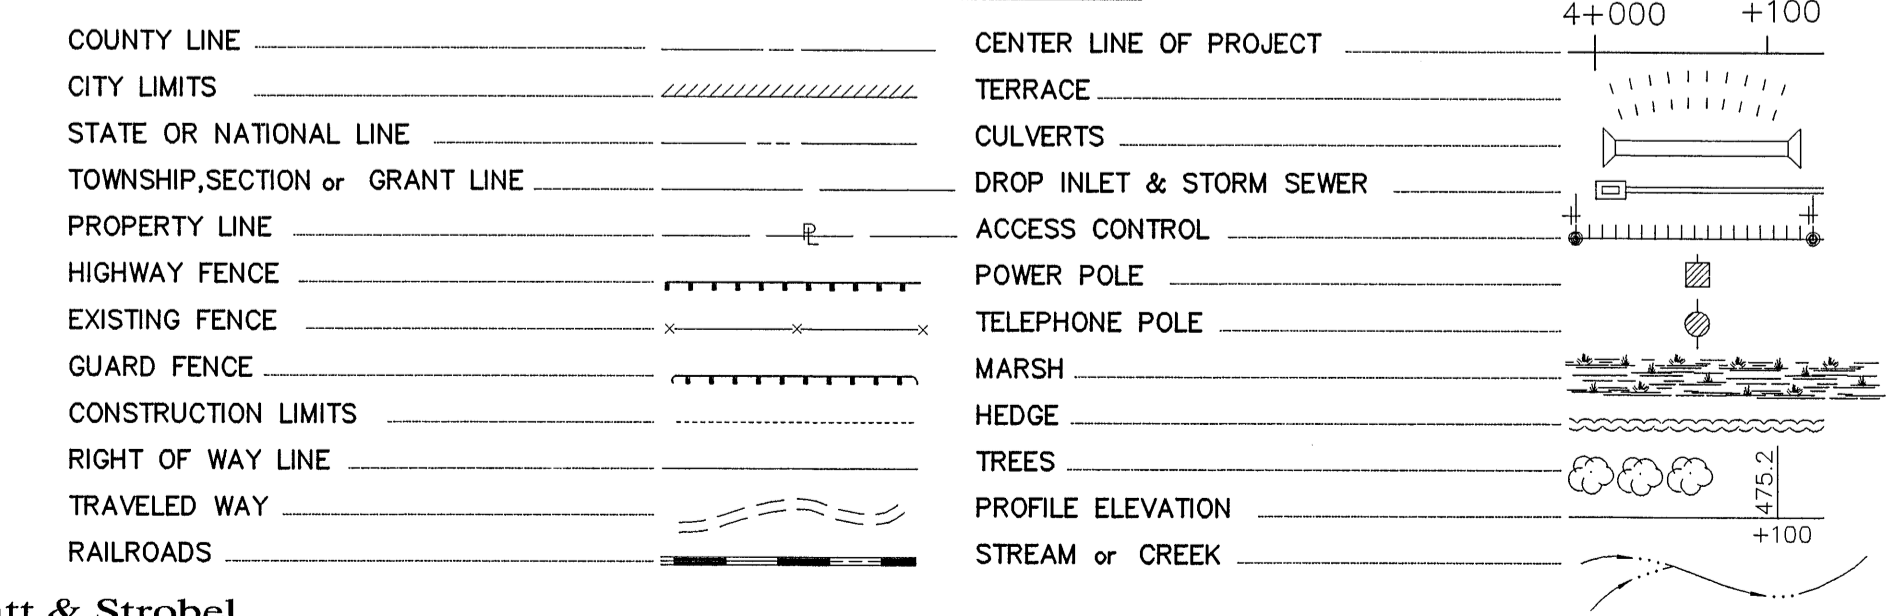 COUNTY LINE
CITY LIMITS
STATE OR NATIONAL LINE
TOWNSHIP,SECTION or GRANT LINE
PROPERTY LINE
PL
HIGHWAY FENCE
EXISTING FENCE
GUARD FENCE
CONSTRUCTION LIMITS
RIGHT OF WAY LINE
TRAVELED WAY
RAILROADS
4+000 +100
CENTER LINE OF PROJECT
TERRACE
CULVERTS
DROP INLET & STORM SEWER
ACCESS CONTROL
POWER POLE
TELEPHONE POLE
MARSH
HEDGE
TREES
475.2
PROFILE ELEVATION
+100
STREAM or CREEK
& Strobel